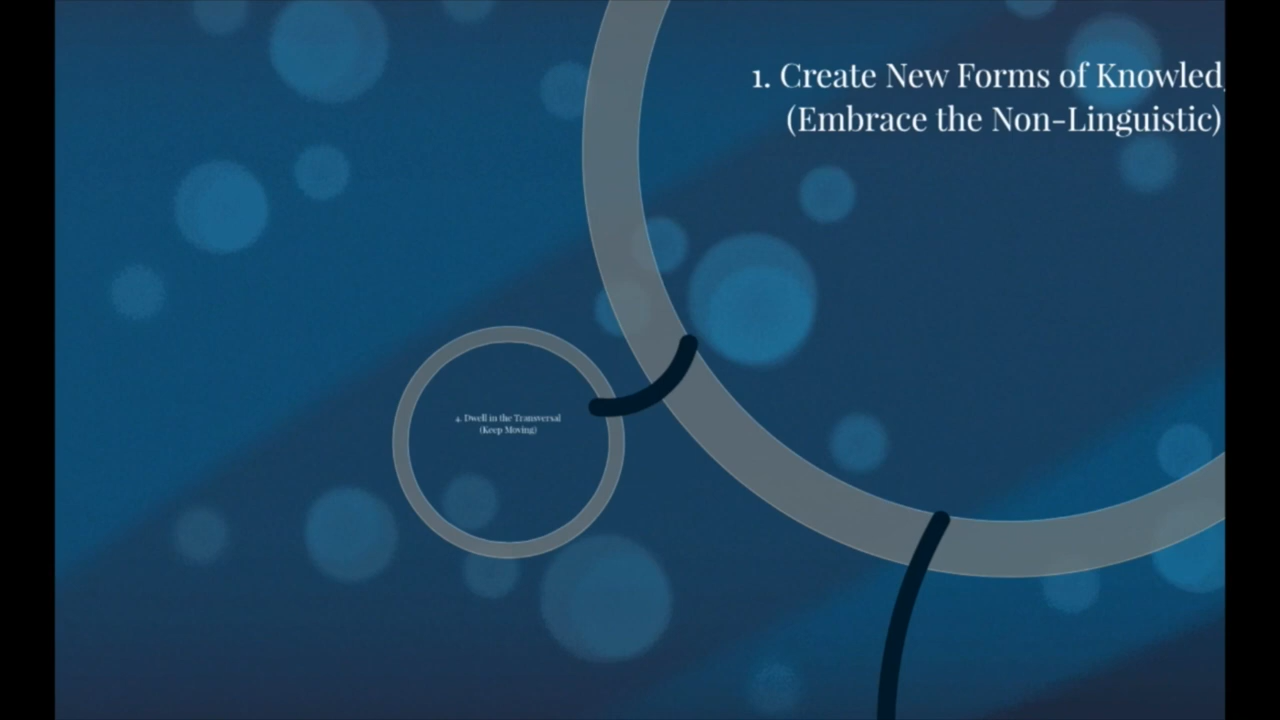 1. Create New Forms of Knowled
(Embrace the Non-Linguistic)
4. Dwell in the Transversal
(Keep Moving)